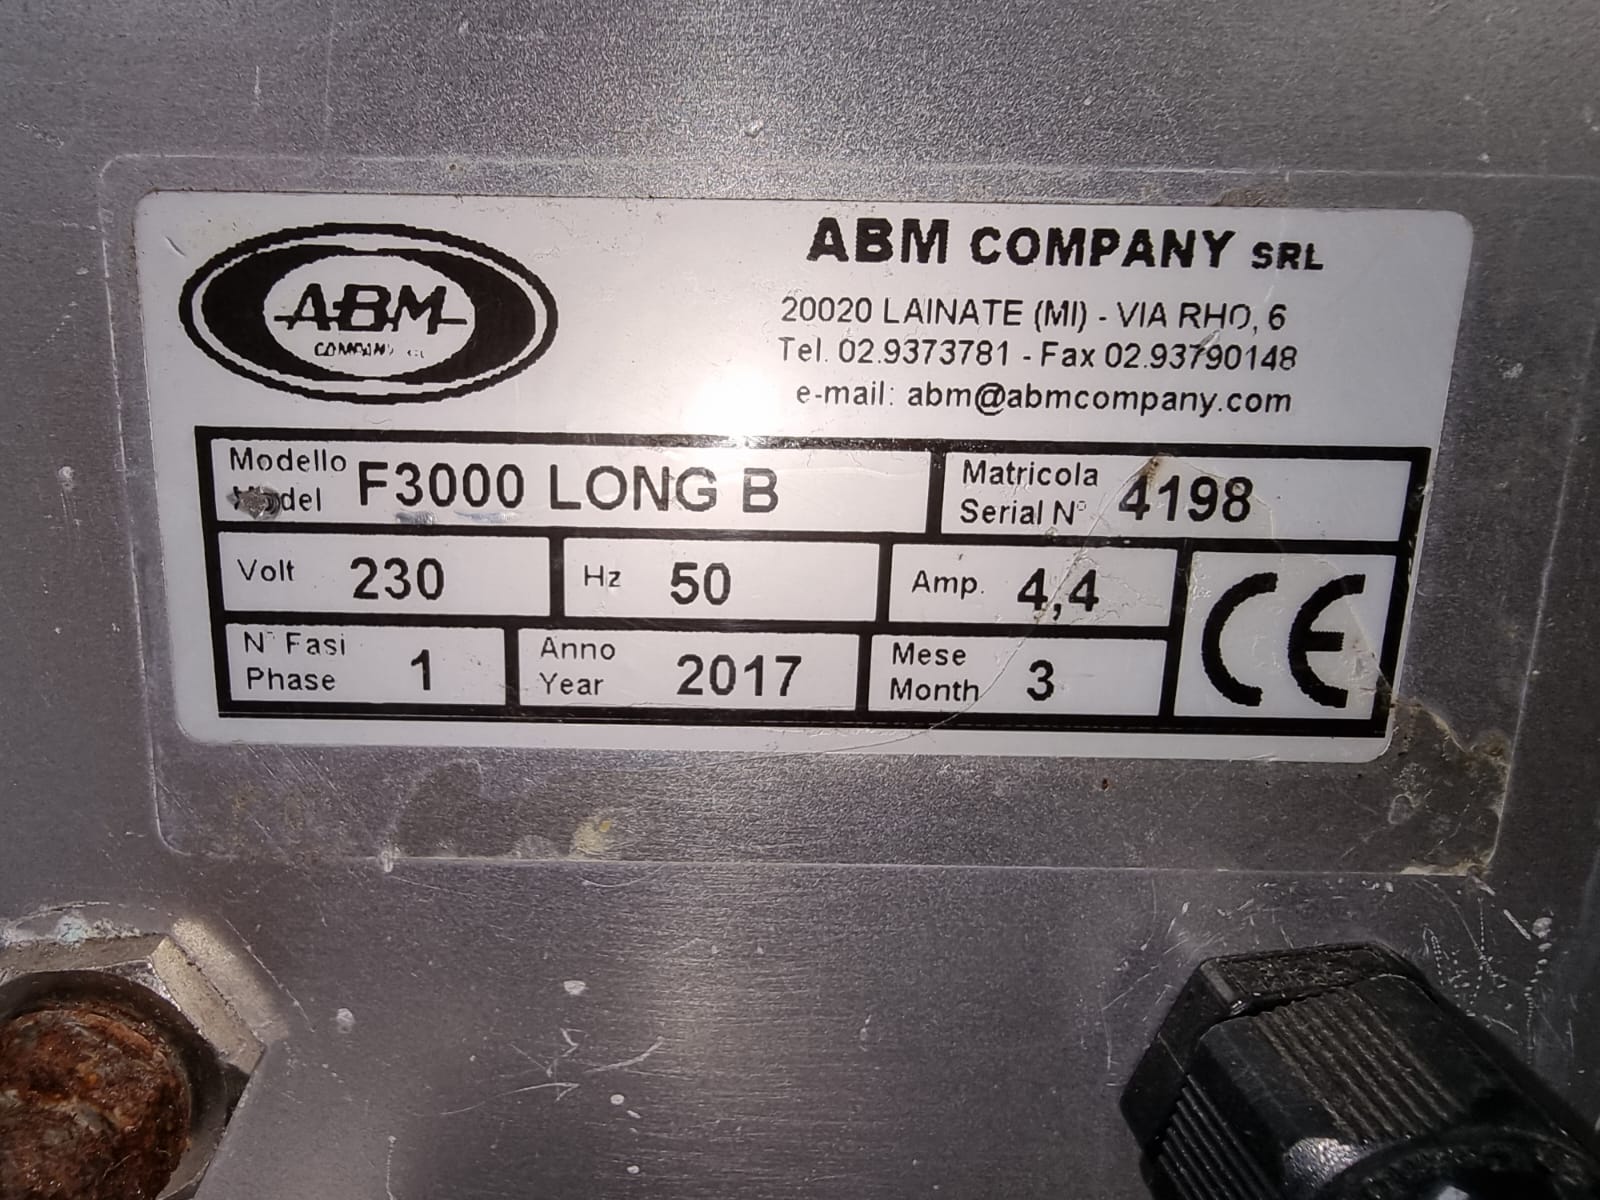 ABM
COMPANY
ABM COMPANY SRL
20020 LAINATE (MI) - VIA RHO, 6
Tel. 02.9373781 - Fax 02.93790148
e-mail: abm@abmcompany.com
Modello
Model F3000 LONG B
Matricola
Serial N° 4198
Volt 230
Hz 50
Amp. 4,4
N° Fasi
Phase 1
Anno
Year 2017
Mese
Month 3
CE